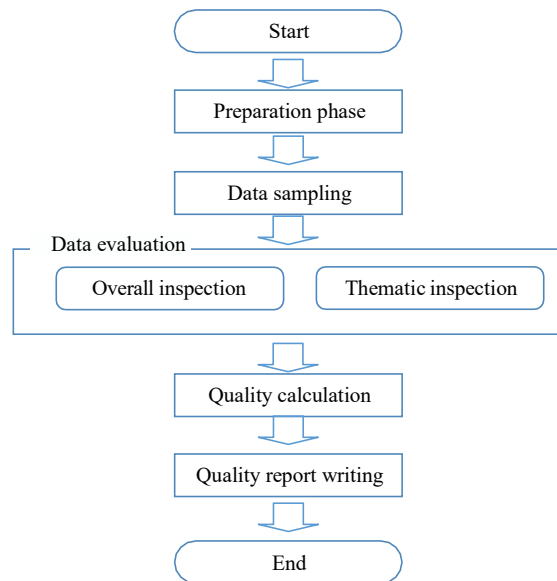 Start
Preparation phase
Data sampling
Data evaluation
Overall inspection
Thematic inspection
Quality calculation
Quality report writing
End